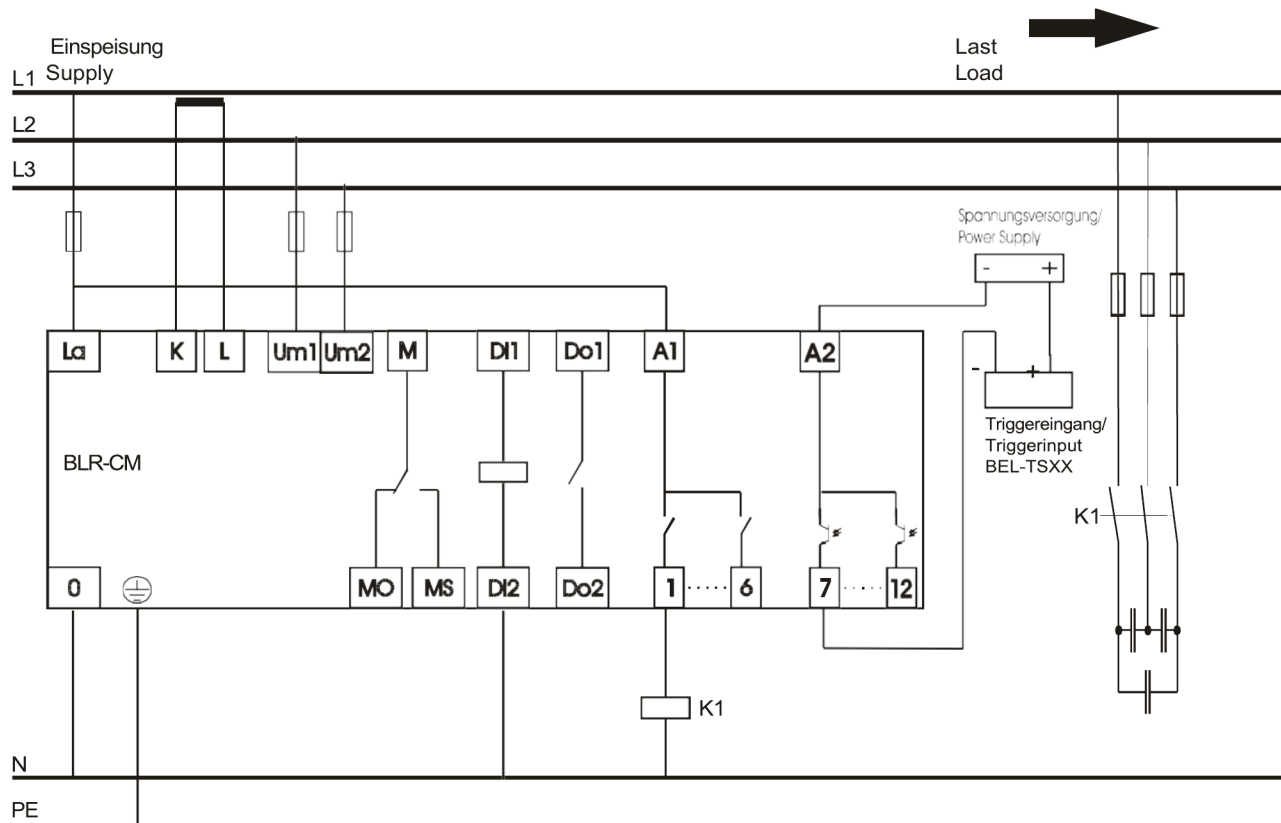 Einspeisung
Supply
Last
Load
L1
L2
L3
Spannungsversorgung/
Power Supply
- +
La K L Um1 Um2 M DI1 Do1 A1 A2
- +
Triggereingang/
Triggerinput
BEL-TSXX
BLR-CM
K1
0 MO MS DI2 Do2 1 ...... 6 7 ...... 12
K1
N
PE